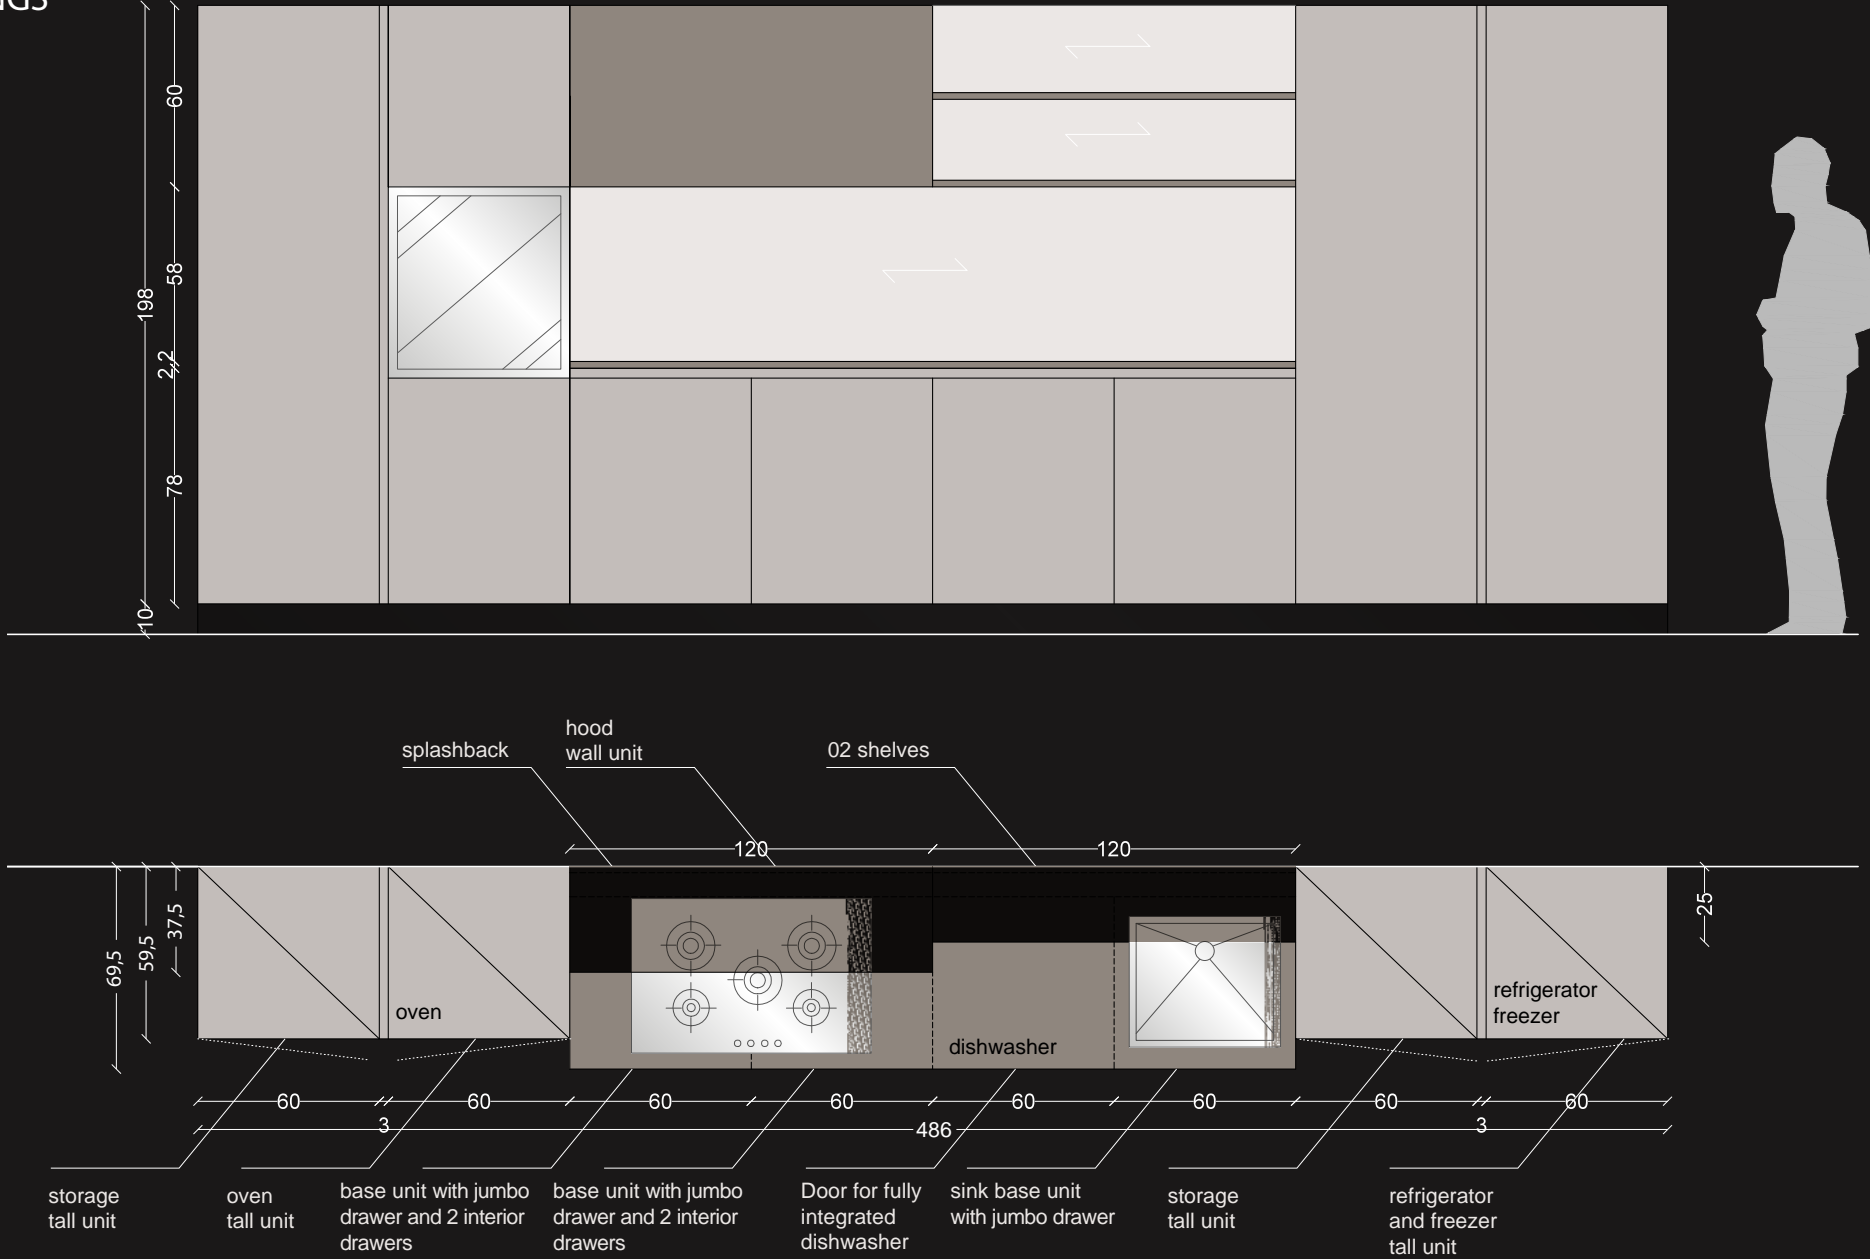 60
58
198
2,2
78
10
hood
wall unit
splashback
02 shelves
120
120
37,5
59,5
69,5
25
oven
dishwasher
refrigerator
freezer
60
60
60
60
60
60
60
60
3
3
486
storage
tall unit
oven
tall unit
base unit with jumbo
drawer and 2 interior
drawers
base unit with jumbo
drawer and 2 interior
drawers
Door for fully
integrated
dishwasher
sink base unit
with jumbo drawer
storage
tall unit
refrigerator
and freezer
tall unit